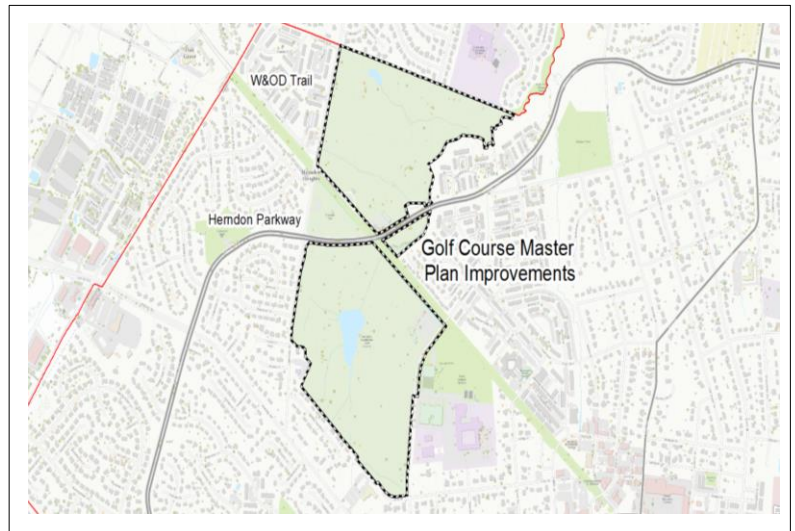 W&OD Trail
Herndon Parkway
Golf Course Master
Plan Improvements